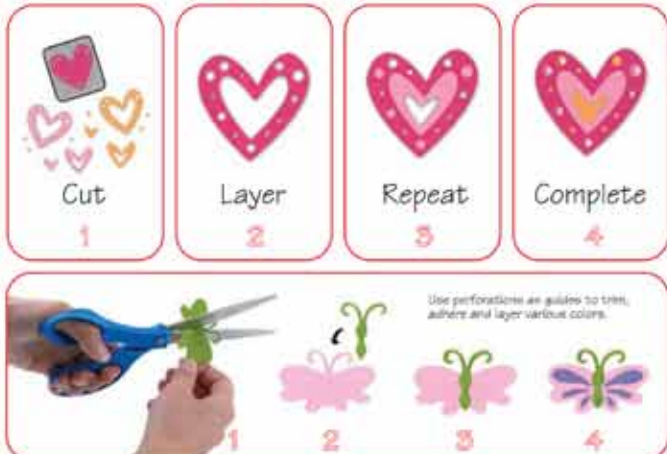 Cut
Layer
Repeat
Complete
1
2
3
4
Use perforations as guides to trim,
adhere and layer various colors.
1
2
3
4